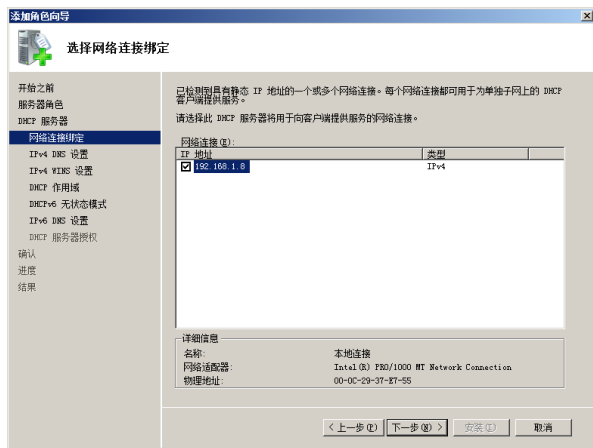 添加角色向导
选择网络连接绑定
开始之前
服务器角色
DHCP 服务器
网络连接绑定
IPv4 DNS 设置
IPv4 WINS 设置
DHCP 作用域
DHCPv6 无状态模式
IPv6 DNS 设置
DHCP 服务器授权
确认
进度
结果
已检测到具有静态 IP 地址的一个或多个网络连接。每个网络连接都可用于为单独子网上的 DHCP
客户端提供服务。
请选择此 DHCP 服务器将用于向客户端提供服务的网络连接。
网络连接(E):
IP 地址 类型
192.168.1.8 IPv4
详细信息
名称: 本地连接
网络适配器: Intel(R) PRO/1000 MT Network Connection
物理地址: 00-0C-29-37-E7-55
< 上一步(P) 下一步(N) > 安装(I) 取消